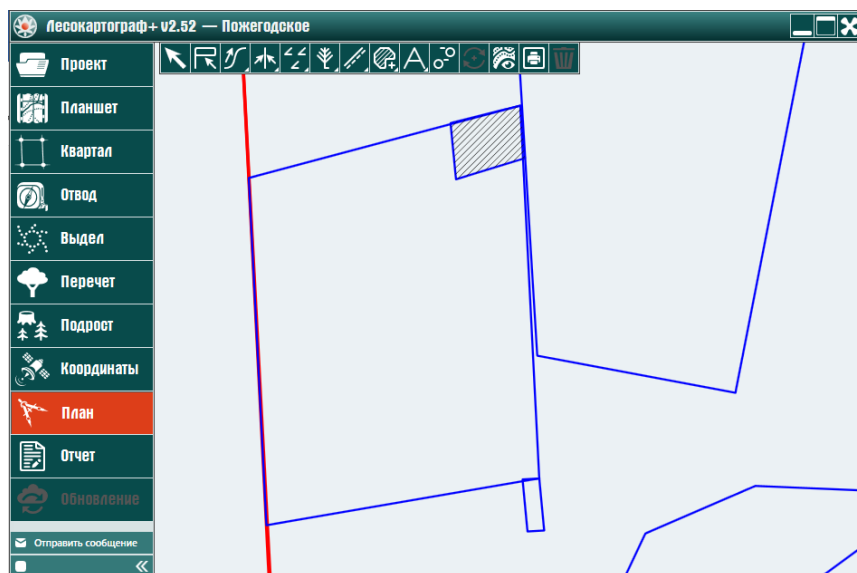 Лесокартограф+ v2.52 — Пожегодское
Проект
Планшет
Квартал
Отвод
Выдел
Перечет
Подрост
Координаты
План
Отчет
Обновление
Отправить сообщение